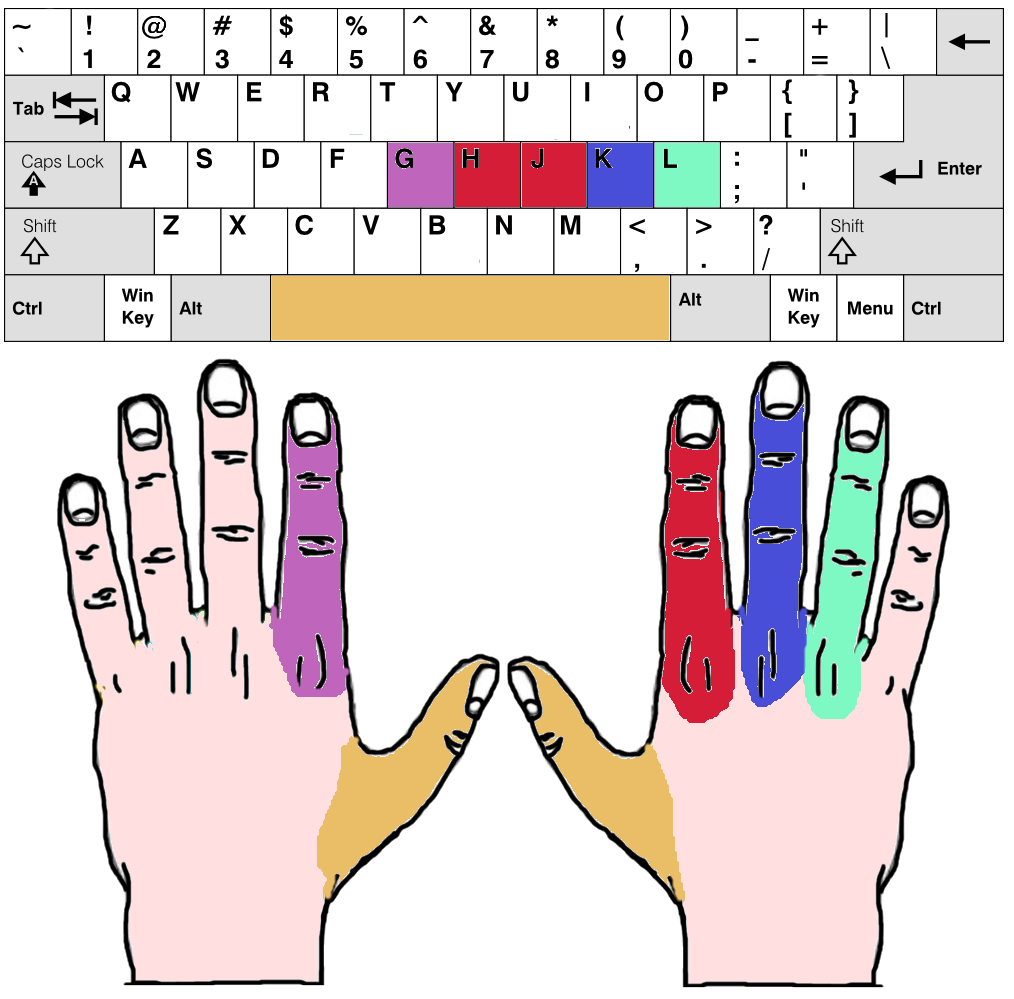 ~ ! @ # $ % ^ & * ( ) _ + |
` 1 2 3 4 5 6 7 8 9 0 - = \
Tab Q W E R T Y U I O P { }
[ ]
Caps Lock A S D F G H J K L : "
A ; ' Enter
Shift Z X C V B N M < > ? Shift
, . /
Ctrl Win Key Alt Alt Win Key Menu Ctrl